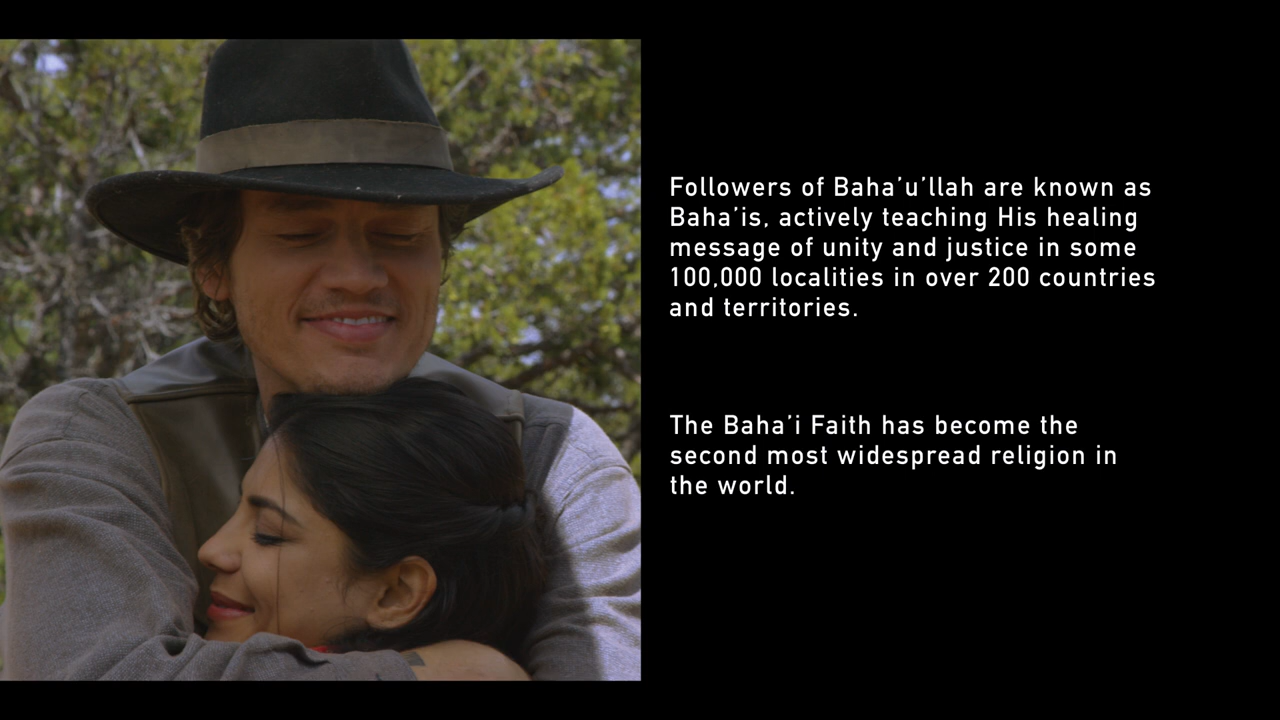 Followers of Baha’u’llah are known as
Baha’is, actively teaching His healing
message of unity and justice in some
100,000 localities in over 200 countries
and territories.
The Baha’i Faith has become the
second most widespread religion in
the world.